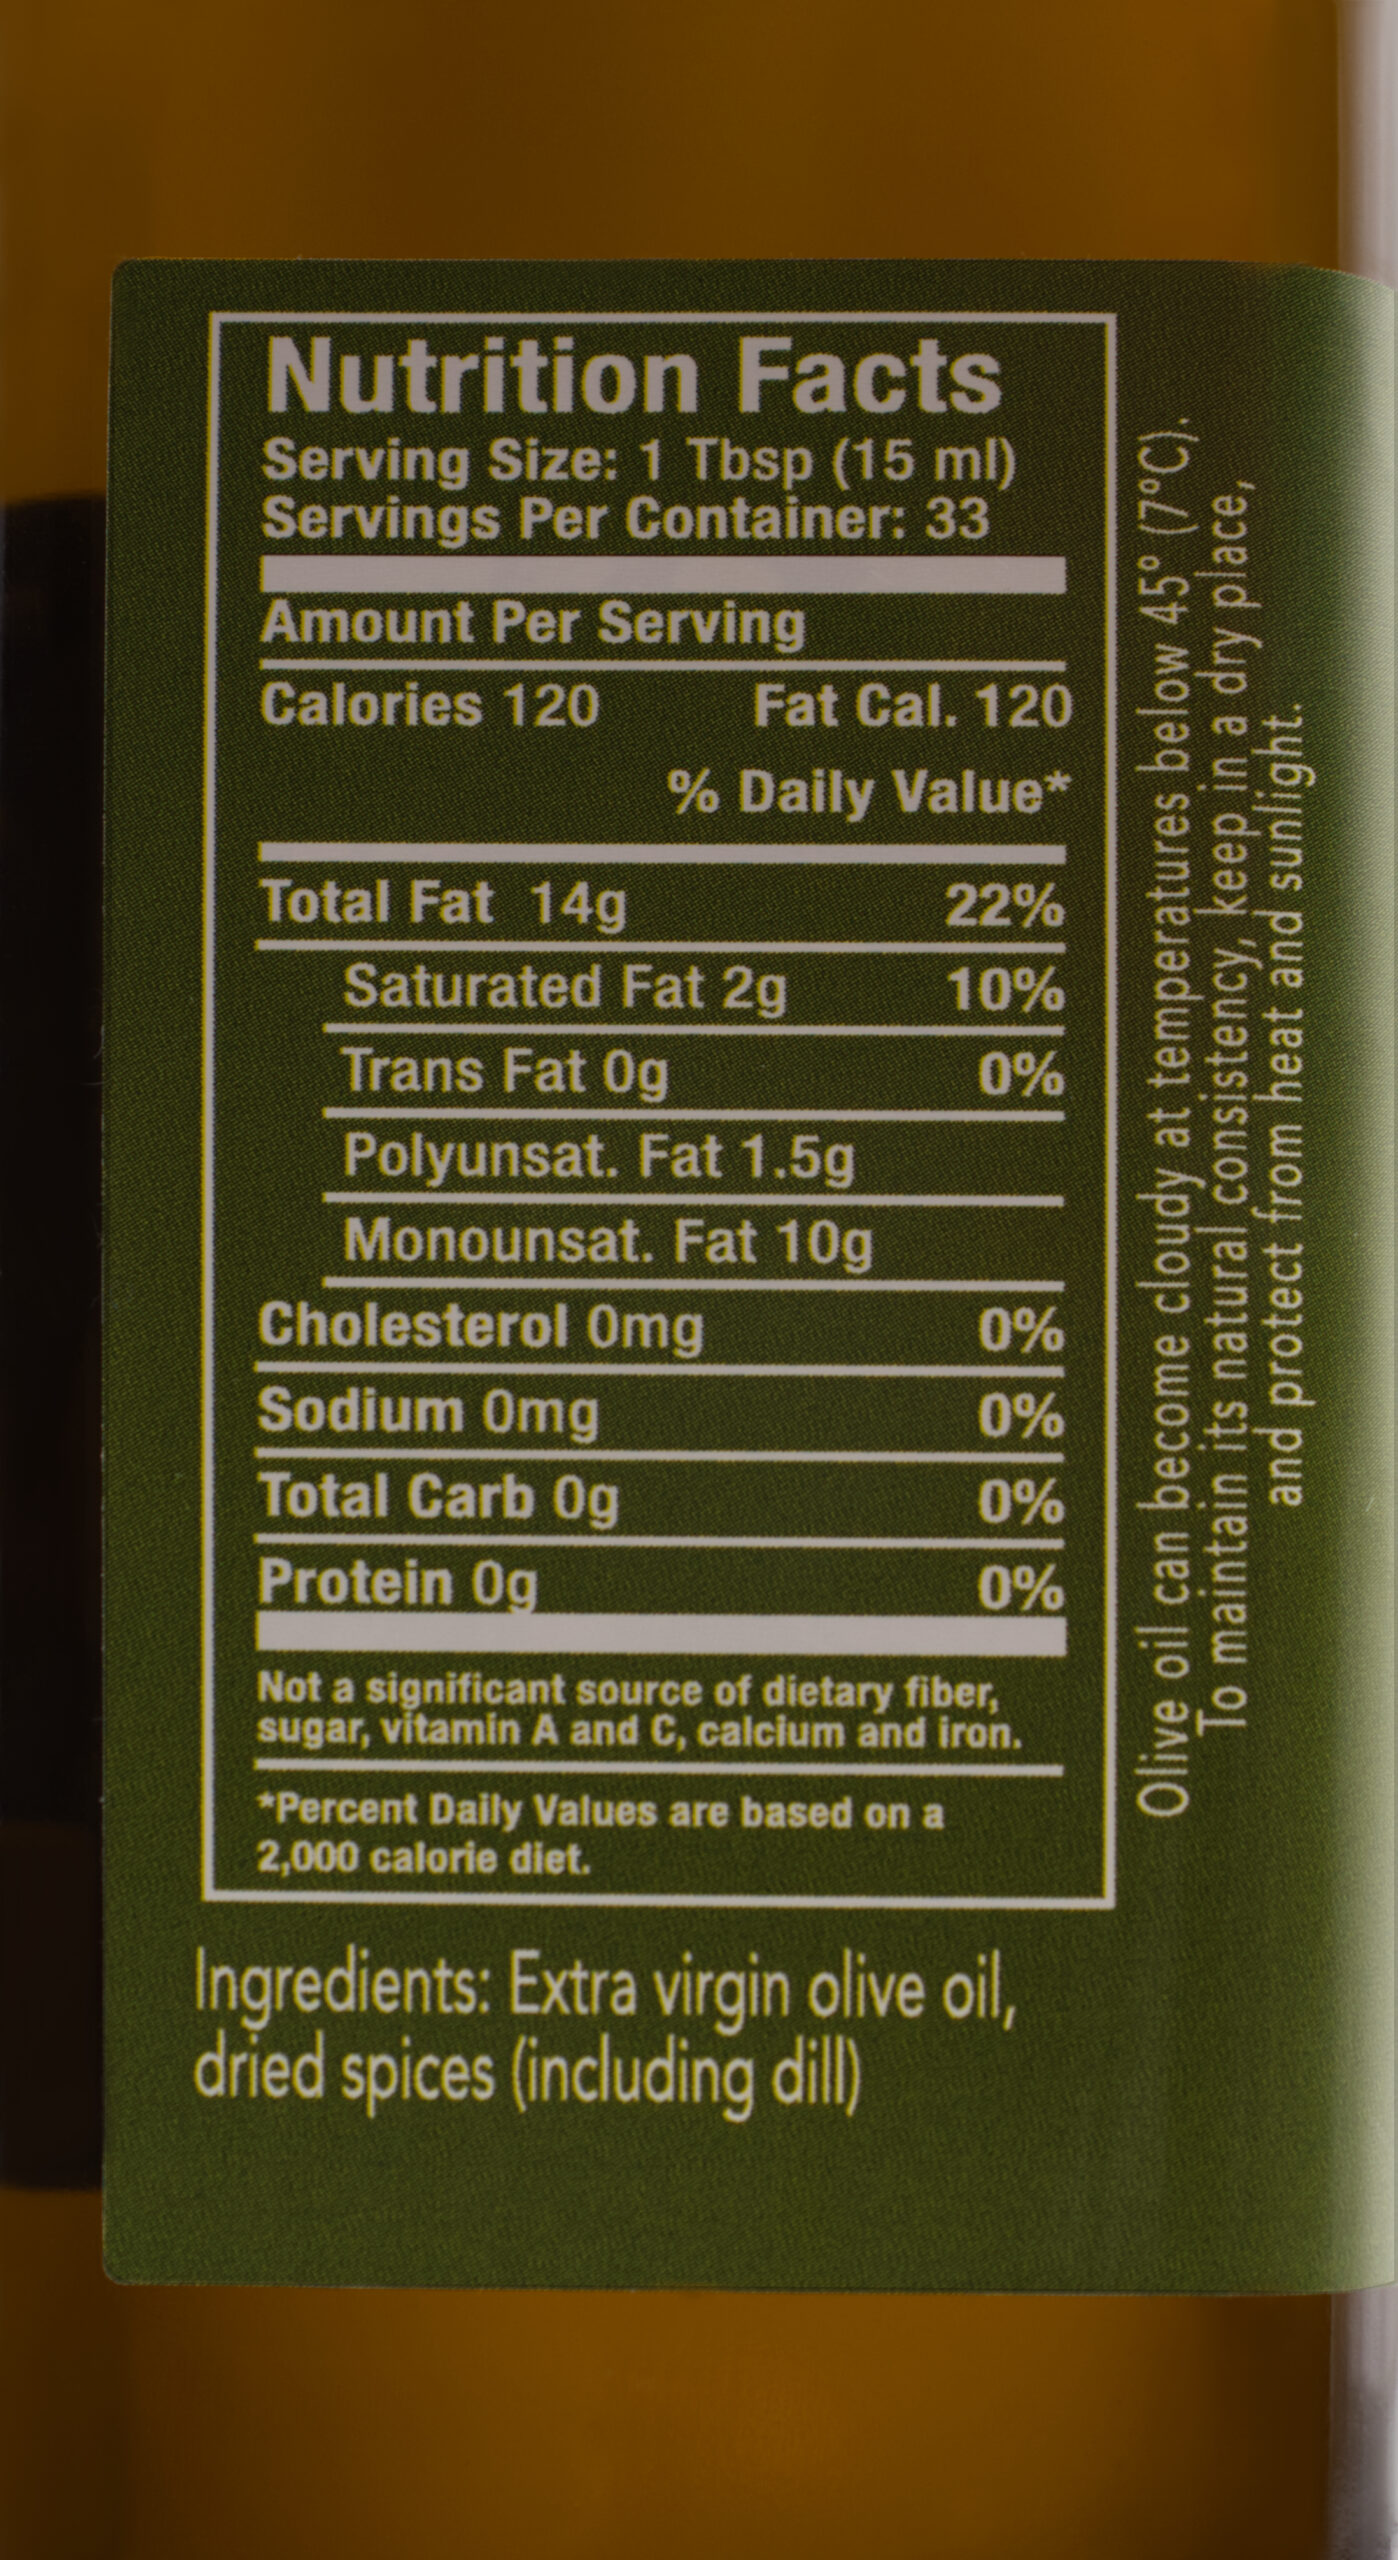 Nutrition Facts
Serving Size: 1 Tbsp (15 ml)
Servings Per Container: 33
Amount Per Serving
Calories 120 Fat Cal. 120
% Daily Value*
Total Fat 14g 22%
Saturated Fat 2g 10%
Trans Fat 0g 0%
Polyunsat. Fat 1.5g
Monounsat. Fat 10g
Cholesterol 0mg 0%
Sodium 0mg 0%
Total Carb 0g 0%
Protein 0g 0%
Not a significant source of dietary fiber,
sugar, vitamin A and C, calcium and iron.
*Percent Daily Values are based on a
2,000 calorie diet.
Ingredients: Extra virgin olive oil,
dried spices (including dill)
Olive oil can become cloudy at temperatures below 45° (7°C).
To maintain its natural consistency, keep in a dry place,
and protect from heat and sunlight.